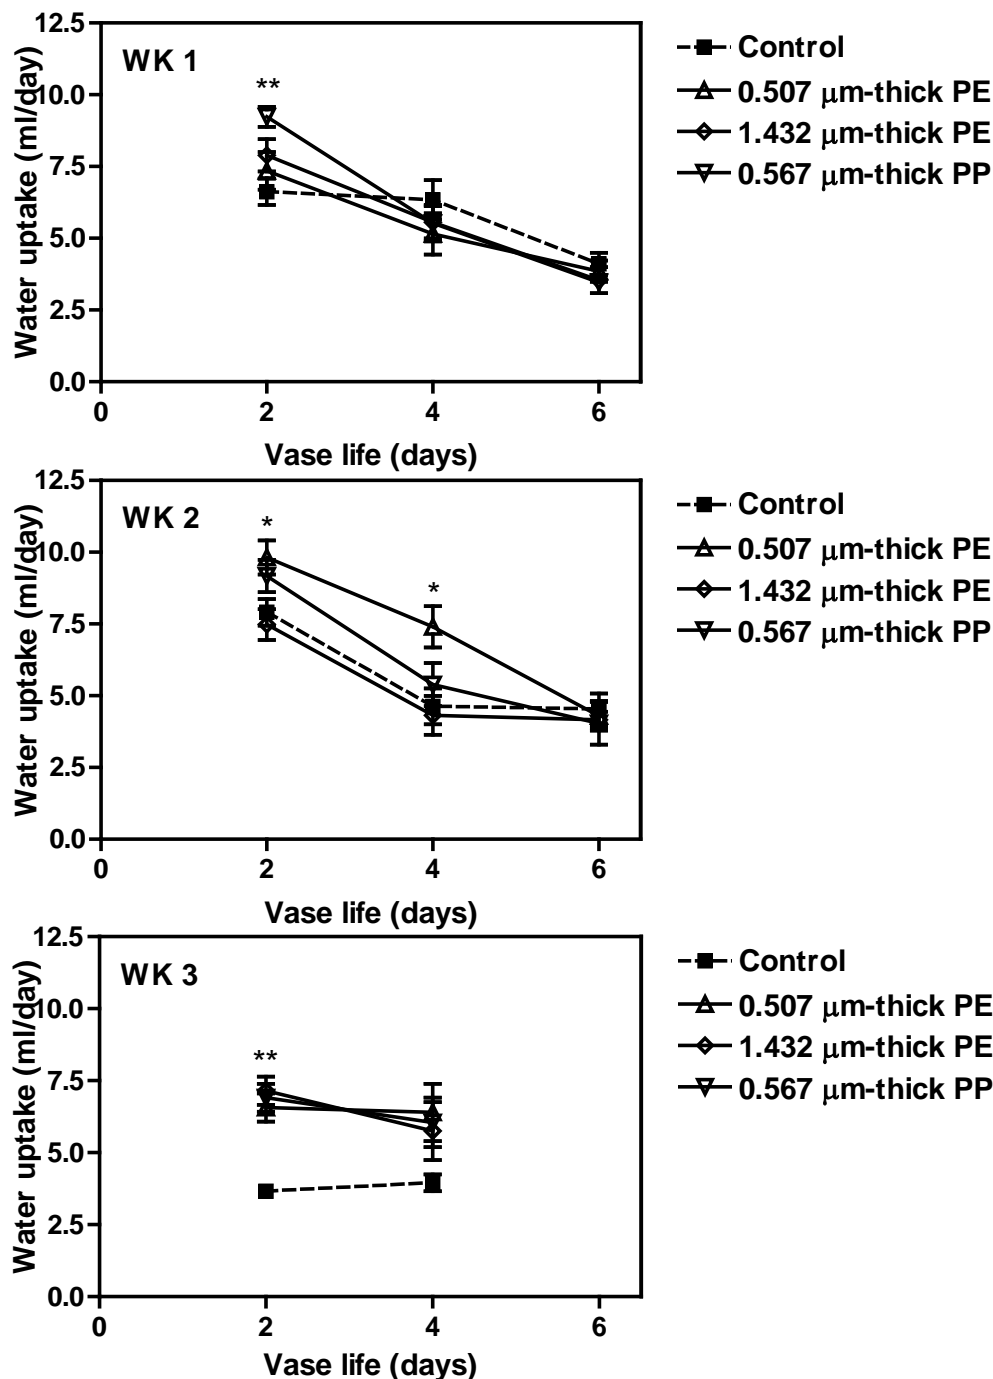 12.5
10.0
7.5
5.0
2.5
0.0
Water uptake (ml/day)
WK 1
**
0 2 4 6
Vase life (days)
Control
0.507 μm-thick PE
1.432 μm-thick PE
0.567 μm-thick PP
12.5
10.0
7.5
5.0
2.5
0.0
Water uptake (ml/day)
WK 2
*
*
0 2 4 6
Vase life (days)
Control
0.507 μm-thick PE
1.432 μm-thick PE
0.567 μm-thick PP
12.5
10.0
7.5
5.0
2.5
0.0
Water uptake (ml/day)
WK 3
**
0 2 4 6
Vase life (days)
Control
0.507 μm-thick PE
1.432 μm-thick PE
0.567 μm-thick PP